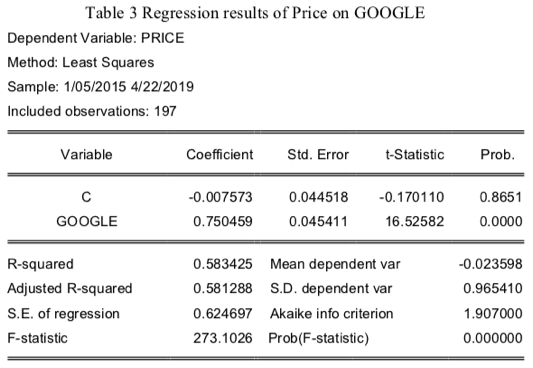 Table 3 Regression results of Price on GOOGLE
Dependent Variable: PRICE
Method: Least Squares
Sample: 1/05/2015 4/22/2019
Included observations: 197
Variable Coefficient Std. Error t-Statistic Prob.
C -0.007573 0.044518 -0.170110 0.8651
GOOGLE 0.750459 0.045411 16.52582 0.0000
R-squared 0.583425 Mean dependent var -0.023598
Adjusted R-squared 0.581288 S.D. dependent var 0.965410
S.E. of regression 0.624697 Akaike info criterion 1.907000
F-statistic 273.1026 Prob(F-statistic) 0.000000